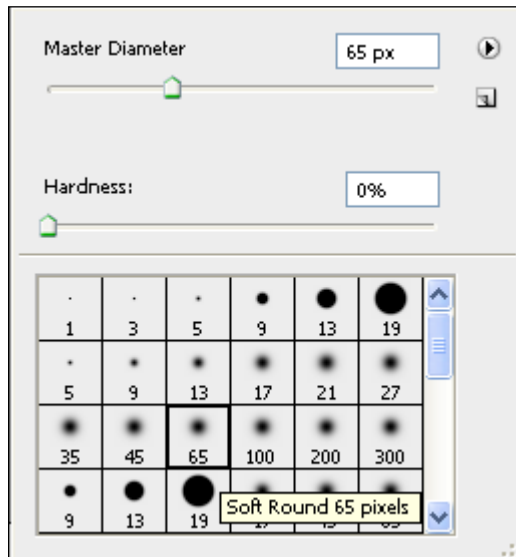 Master Diameter 65 px
Hardness: 0%
1 3 5 9 13 19
5 9 13 17 21 27
35 45 65 100 200 300
9 13 19
Soft Round 65 pixels